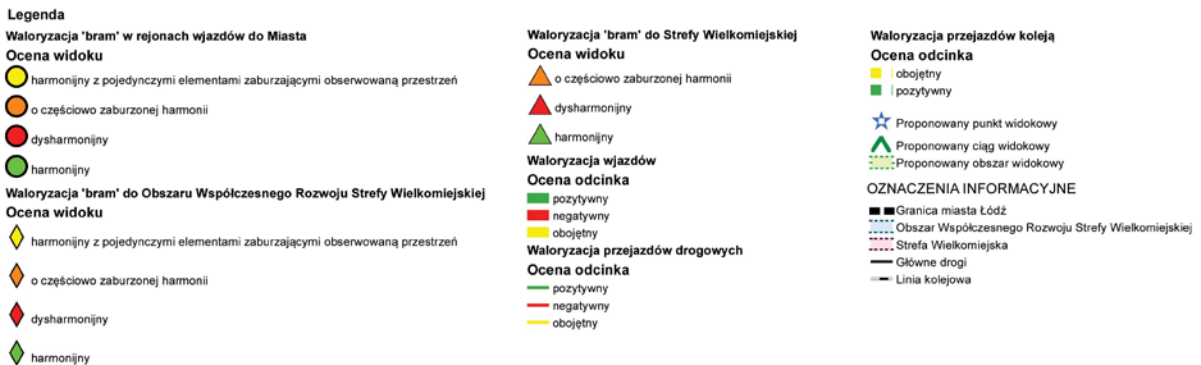 Legenda
Waloryzacja 'bram' w rejonach wjazdów do Miasta
Ocena widoku
harmonijny z pojedynczymi elementami zaburzającymi obserwowaną przestrzeń
o częściowo zaburzonej harmonii
dysharmonijny
harmonijny
Waloryzacja 'bram' do Obszaru Współczesnego Rozwoju Strefy Wielkomiejskiej
Ocena widoku
harmonijny z pojedynczymi elementami zaburzającymi obserwowaną przestrzeń
o częściowo zaburzonej harmonii
dysharmonijny
harmonijny
Waloryzacja 'bram' do Strefy Wielkomiejskiej
Ocena widoku
o częściowo zaburzonej harmonii
dysharmonijny
harmonijny
Waloryzacja wjazdów
Ocena odcinka
pozytywny
negatywny
obojętny
Waloryzacja przejazdów drogowych
Ocena odcinka
pozytywny
negatywny
obojętny
Waloryzacja przejazdów koleją
Ocena odcinka
obojętny
pozytywny
Proponowany punkt widokowy
Proponowany ciąg widokowy
Proponowany obszar widokowy
OZNACZENIA INFORMACYJNE
Granica miasta Łódź
Obszar Współczesnego Rozwoju Strefy Wielkomiejskiej
Strefa Wielkomiejska
Główne drogi
Linia kolejowa